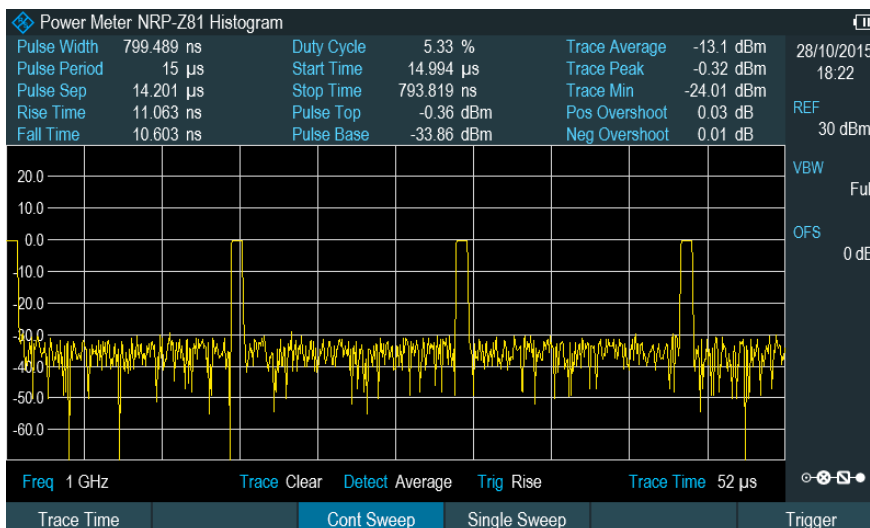 Power Meter NRP-Z81 Histogram
Pulse Width 799.489 ns Duty Cycle 5.33 % Trace Average -13.1 dBm
Pulse Period 15 µs Start Time 14.994 µs Trace Peak -0.32 dBm
Pulse Sep 14.201 µs Stop Time 793.819 ns Trace Min -24.01 dBm
Rise Time 11.063 ns Pulse Top -0.36 dBm Pos Overshoot 0.03 dB
Fall Time 10.603 ns Pulse Base -33.86 dBm Neg Overshoot 0.01 dB
28/10/2015
18:22
REF
30 dBm
VBW
Ful
OFS
0 dB
20.0
10.0
0.0
-10.0
-20.0
-30.0
-40.0
-50.0
-60.0
Freq 1 GHz Trace Clear Detect Average Trig Rise Trace Time 52 µs
Trace Time Cont Sweep Single Sweep Trigger